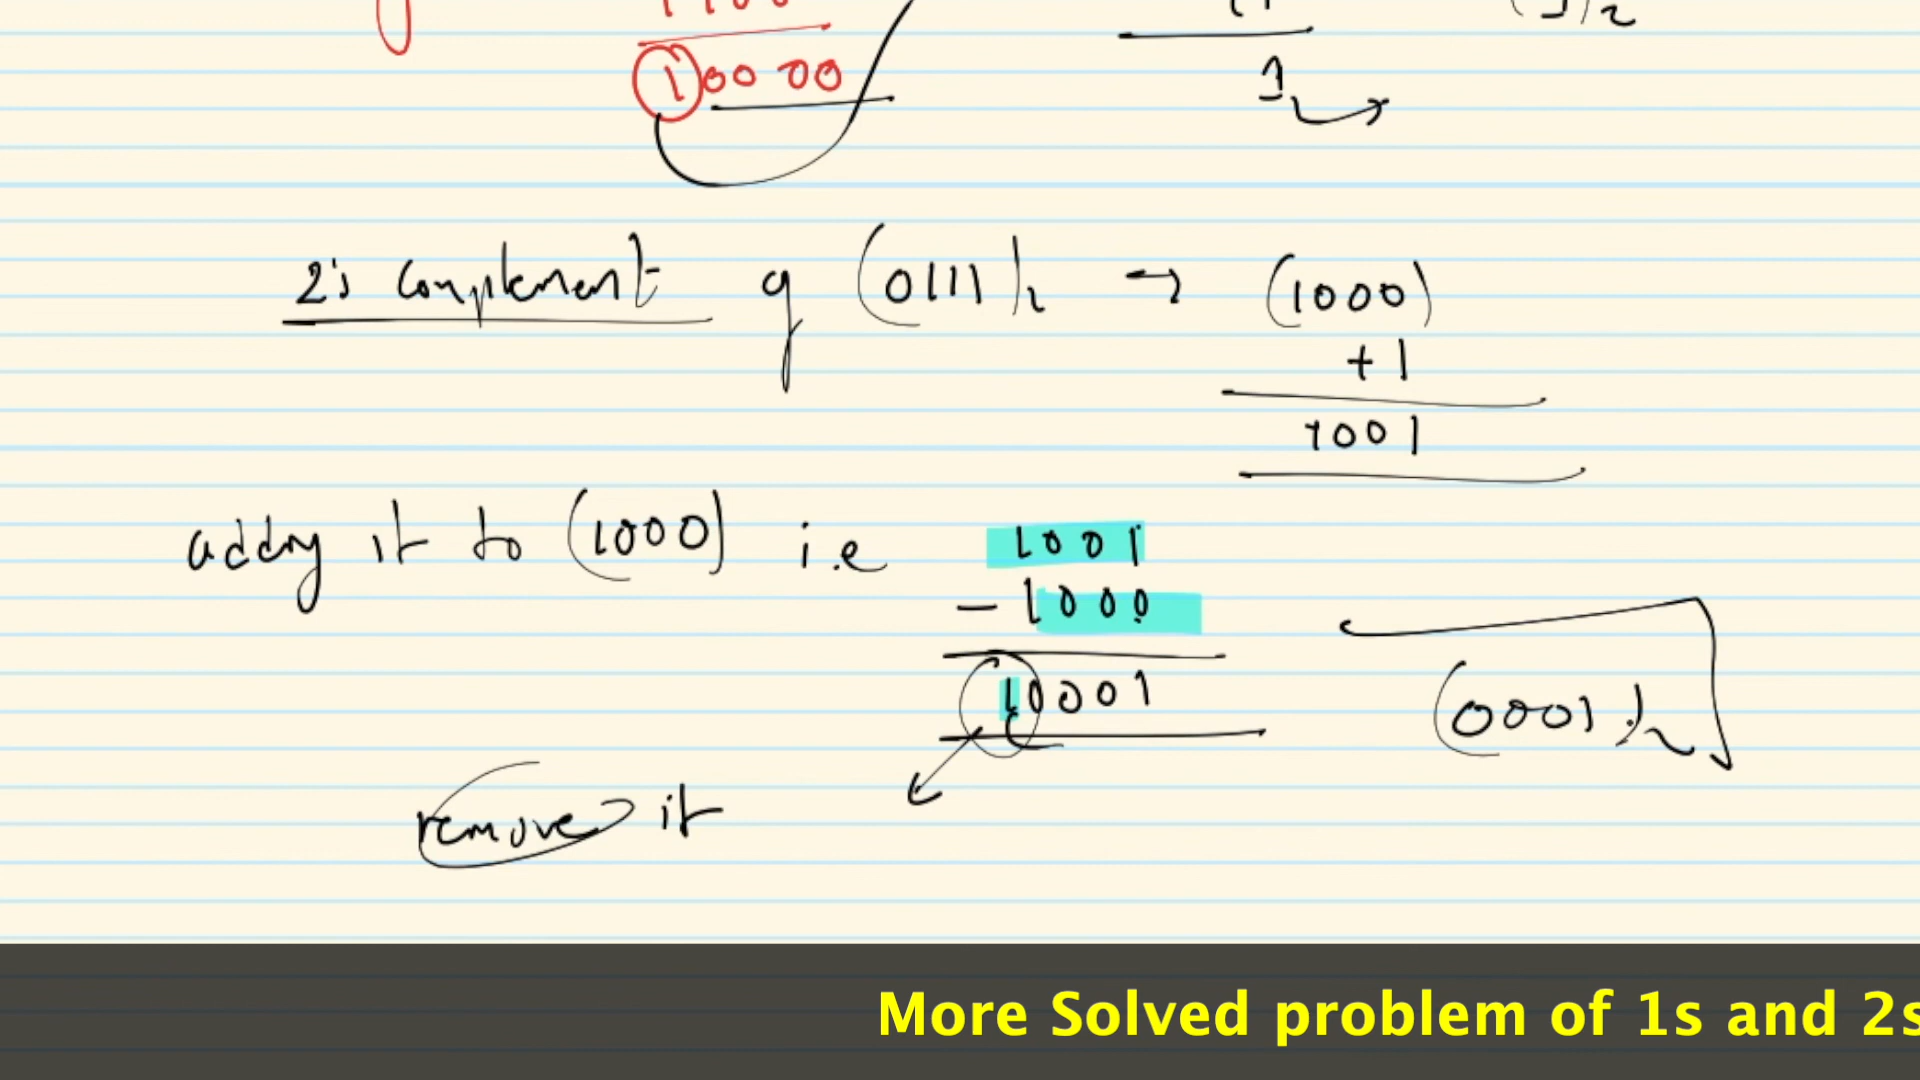 1 0000
1
2's complement of (0111)2 → (1000)
+ 1
1001
adding it to (1000) i.e 1001
- 1000
10001
(0001)2
remove it
More Solved problem of 1s and 2s